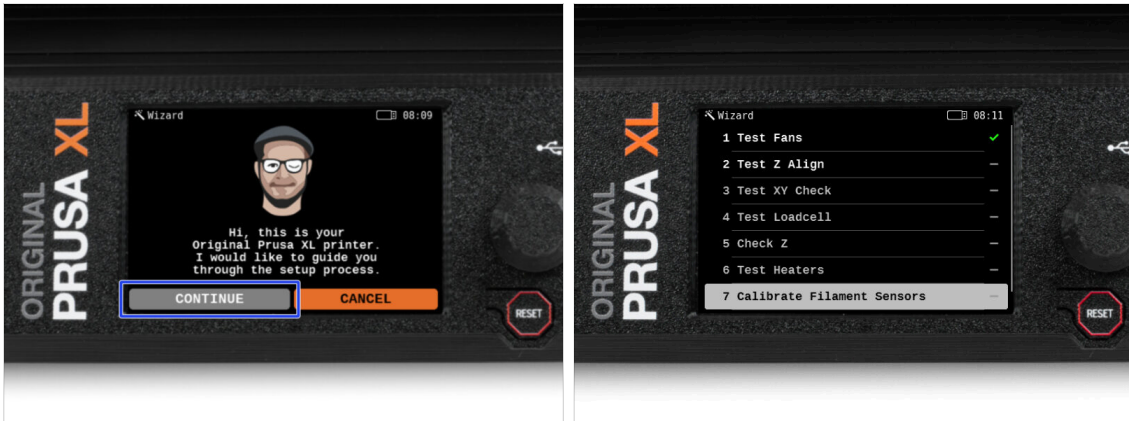 Wizard 08:09
Hi, this is your
Original Prusa XL printer.
I would like to guide you
through the setup process.
CONTINUE CANCEL
ORIGINAL
PRUSA XL
RESET
Wizard 08:11
1 Test Fans
2 Test Z Align
3 Test XY Check
4 Test Loadcell
5 Check Z
6 Test Heaters
7 Calibrate Filament Sensors
ORIGINAL
PRUSA XL
RESET